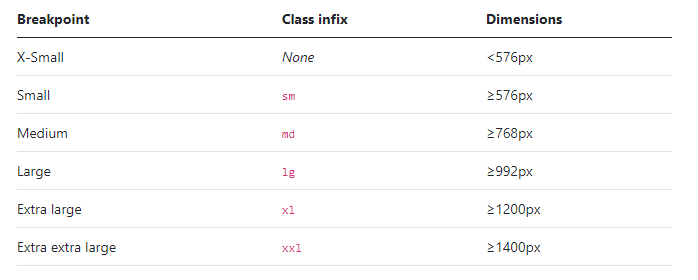 Breakpoint Class infix Dimensions
X-Small None <576px
Small sm ≥576px
Medium md ≥768px
Large lg ≥992px
Extra large xl ≥1200px
Extra extra large xxl ≥1400px